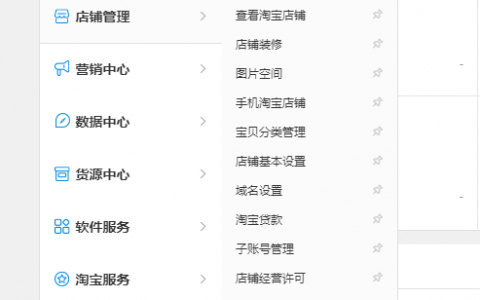 店铺管理
营销中心
数据中心
货源中心
软件服务
淘宝服务
查看淘宝店铺
店铺装修
图片空间
手机淘宝店铺
宝贝分类管理
店铺基本设置
域名设置
淘宝贷款
子账号管理
店铺经营许可
-
-